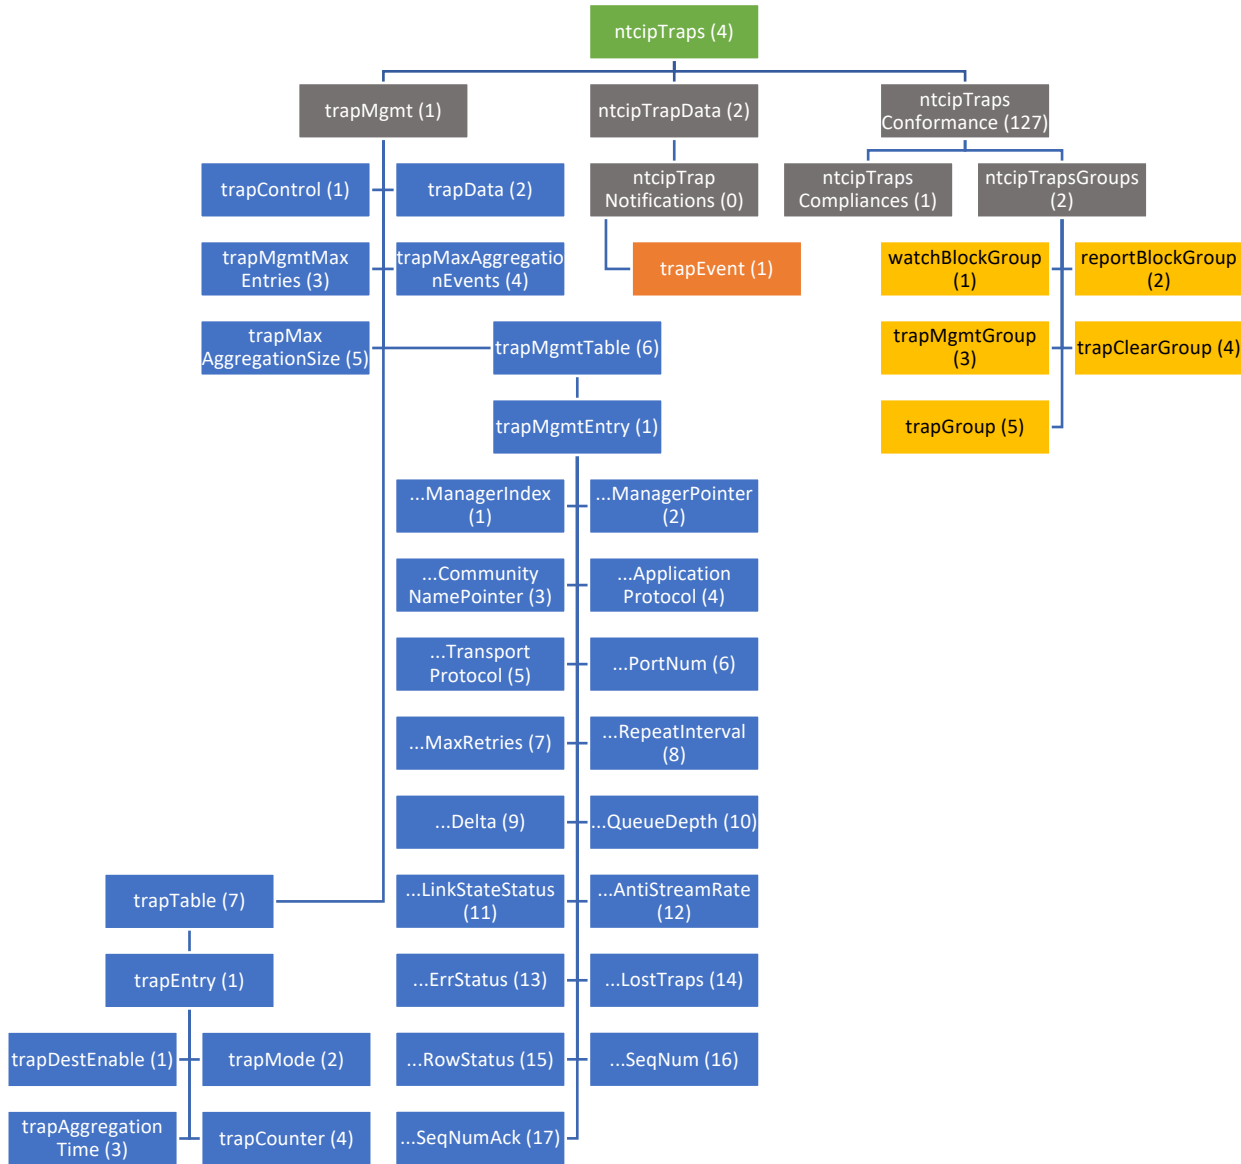 ntcipTraps (4)
trapMgmt (1)
ntcipTrapData (2)
ntcipTraps
Conformance (127)
trapControl (1)
trapData (2)
ntcipTrap
Notifications (0)
ntcipTraps
Compliances (1)
ntcipTrapsGroups
(2)
trapMgmtMax
Entries (3)
trapMaxAggregatio
nEvents (4)
trapEvent (1)
watchBlockGroup
(1)
reportBlockGroup
(2)
trapMax
AggregationSize (5)
trapMgmtTable (6)
trapMgmtGroup
(3)
trapClearGroup (4)
trapMgmtEntry (1)
trapGroup (5)
...ManagerIndex
(1)
...ManagerPointer
(2)
...Community
NamePointer (3)
...Application
Protocol (4)
...Transport
Protocol (5)
...PortNum (6)
...MaxRetries (7)
...RepeatInterval
(8)
...Delta (9)
...QueueDepth (10)
trapTable (7)
...LinkStateStatus
(11)
...AntiStreamRate
(12)
trapEntry (1)
...ErrStatus (13)
...LostTraps (14)
trapDestEnable (1)
trapMode (2)
...RowStatus (15)
...SeqNum (16)
trapAggregation
Time (3)
trapCounter (4)
...SeqNumAck (17)